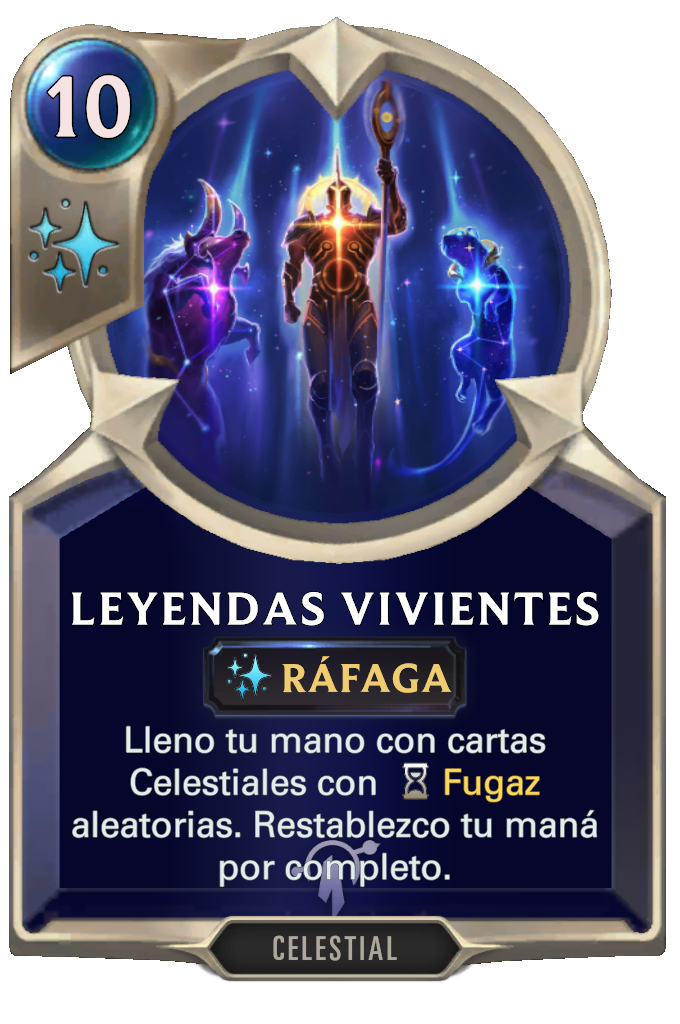 10
LEYENDAS VIVIENTES
RÁFAGA
Lleno tu mano con cartas
Celestiales con Fugaz
aleatorias. Restablezco tu maná
por completo.
CELESTIAL